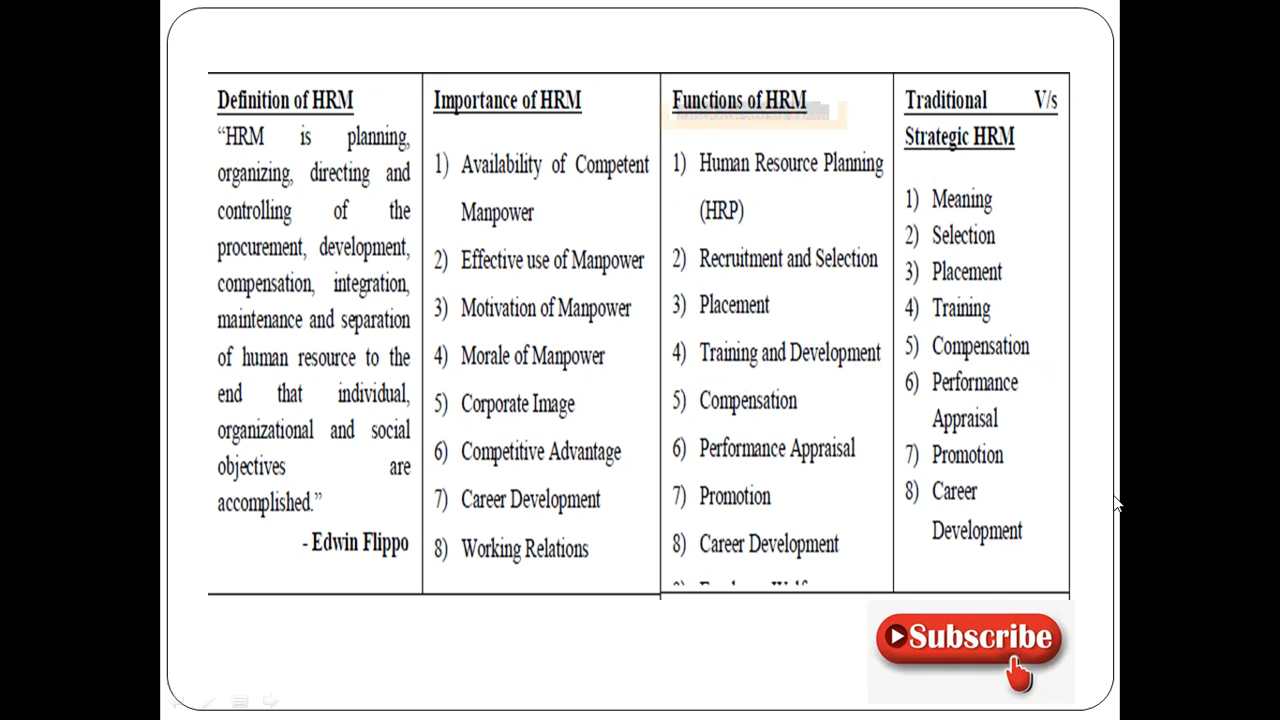 Definition of HRM
“HRM is planning,
organizing, directing and
controlling of the
procurement, development,
compensation, integration,
maintenance and separation
of human resource to the
end that individual,
organizational and social
objectives are
accomplished.”
- Edwin Flippo
Importance of HRM
1) Availability of Competent
Manpower
2) Effective use of Manpower
3) Motivation of Manpower
4) Morale of Manpower
5) Corporate Image
6) Competitive Advantage
7) Career Development
8) Working Relations
Functions of HRM
1) Human Resource Planning
(HRP)
2) Recruitment and Selection
3) Placement
4) Training and Development
5) Compensation
6) Performance Appraisal
7) Promotion
8) Career Development
Traditional V/s
Strategic HRM
1) Meaning
2) Selection
3) Placement
4) Training
5) Compensation
6) Performance
Appraisal
7) Promotion
8) Career
Development
Subscribe